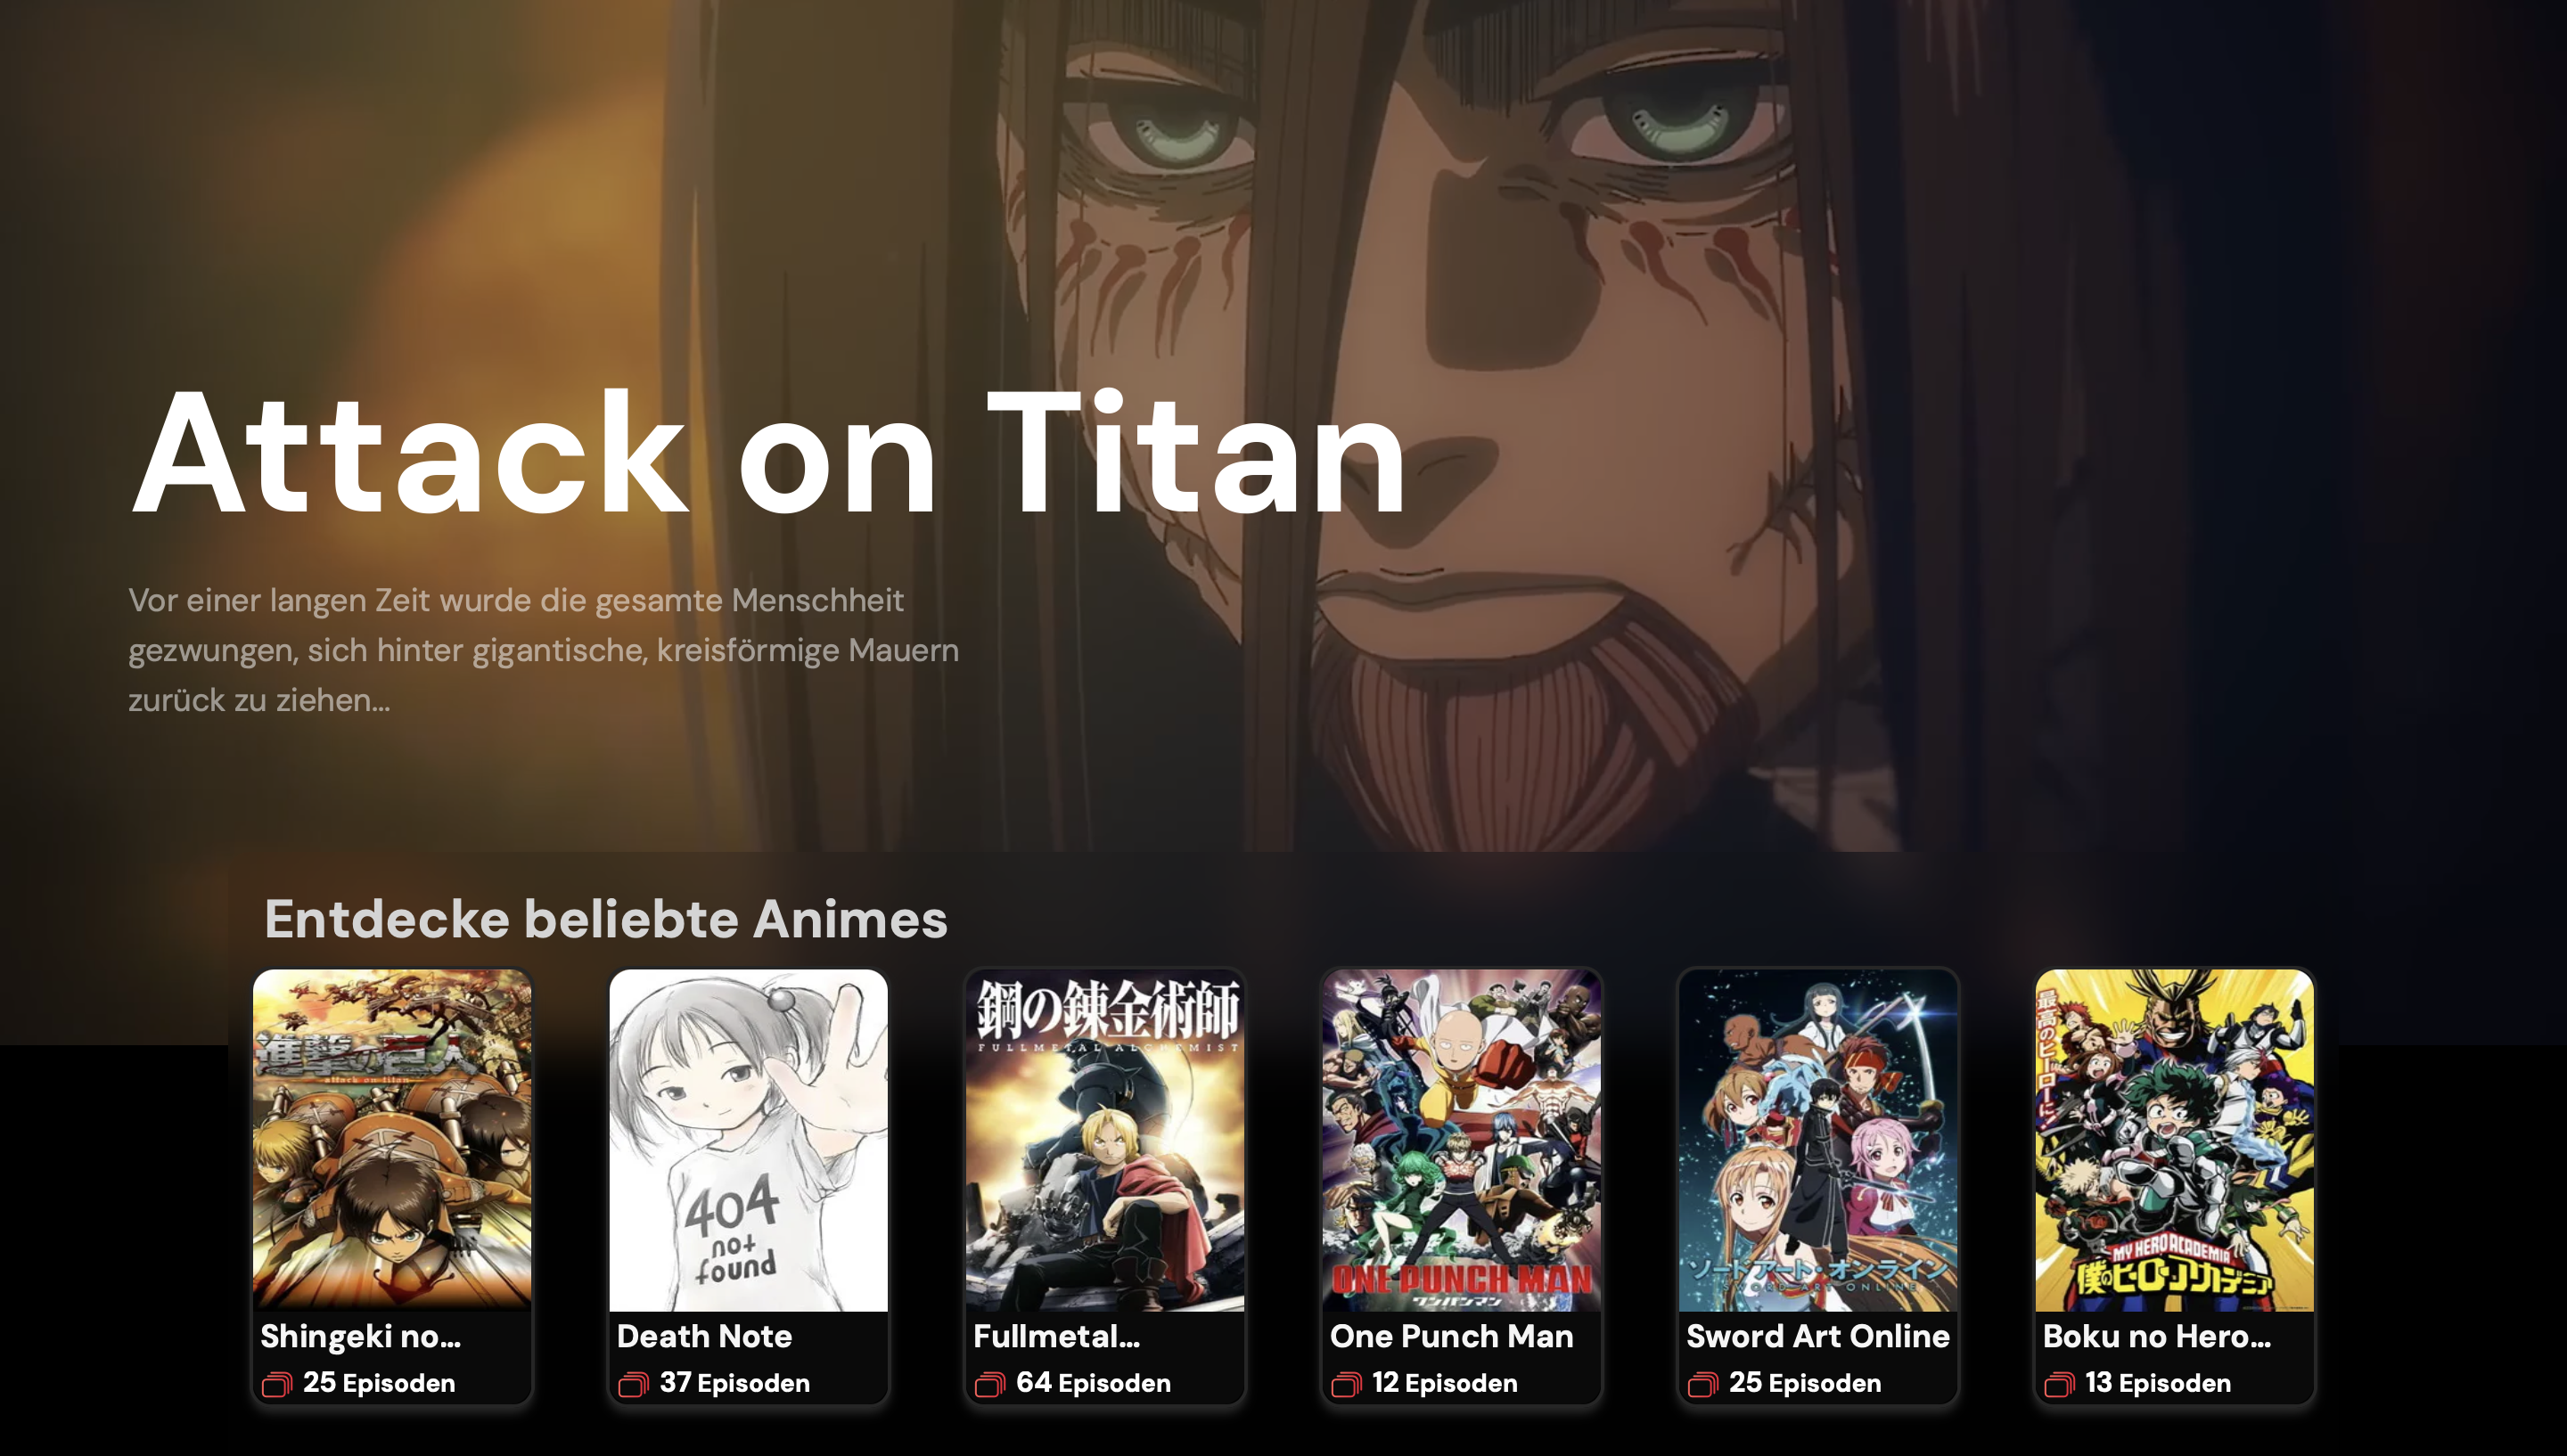 Attack on Titan
Vor einer langen Zeit wurde die gesamte Menschheit
gezwungen, sich hinter gigantische, kreisförmige Mauern
zurück zu ziehen...
Entdecke beliebte Animes
進撃の巨人
attack on titan
Shingeki no...
25 Episoden
404
not
found
Death Note
37 Episoden
鋼の錬金術師
FULLMETAL ALCHEMIST
Fullmetal...
64 Episoden
ONE PUNCH MAN
ワンパンマン
One Punch Man
12 Episoden
ソードアート・オンライン
SWORD ART ONLINE
Sword Art Online
25 Episoden
最高のヒーローに!
MY HERO ACADEMIA
僕のヒーローアカデミア
Boku no Hero...
13 Episoden